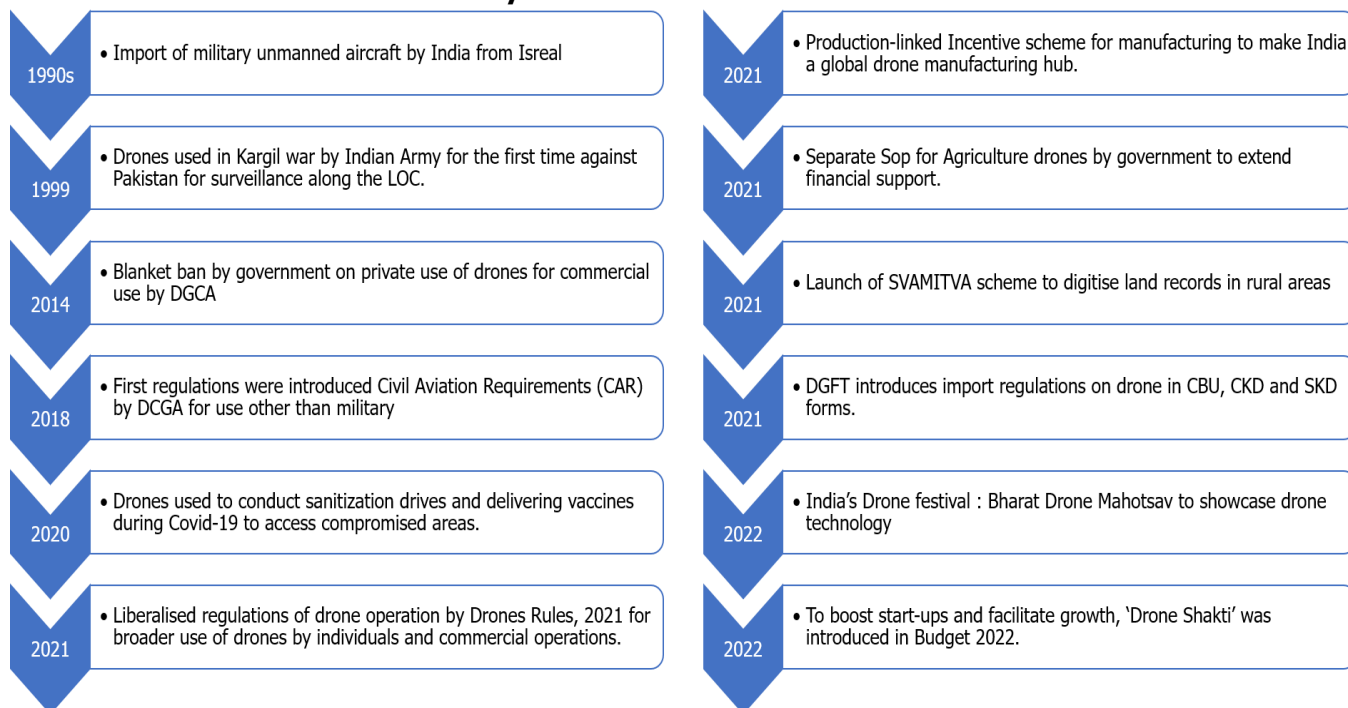 1990s
• Import of military unmanned aircraft by India from Isreal
1999
• Drones used in Kargil war by Indian Army for the first time against
Pakistan for surveillance along the LOC.
2014
• Blanket ban by government on private use of drones for commercial
use by DGCA
2018
• First regulations were introduced Civil Aviation Requirements (CAR)
by DCGA for use other than military
2020
• Drones used to conduct sanitization drives and delivering vaccines
during Covid-19 to access compromised areas.
2021
• Liberalised regulations of drone operation by Drones Rules, 2021 for
broader use of drones by individuals and commercial operations.
2021
• Production-linked Incentive scheme for manufacturing to make India
a global drone manufacturing hub.
2021
• Separate Sop for Agriculture drones by government to extend
financial support.
2021
• Launch of SVAMITVA scheme to digitise land records in rural areas
2021
• DGFT introduces import regulations on drone in CBU, CKD and SKD
forms.
2022
• India’s Drone festival : Bharat Drone Mahotsav to showcase drone
technology
2022
• To boost start-ups and facilitate growth, ‘Drone Shakti’ was
introduced in Budget 2022.